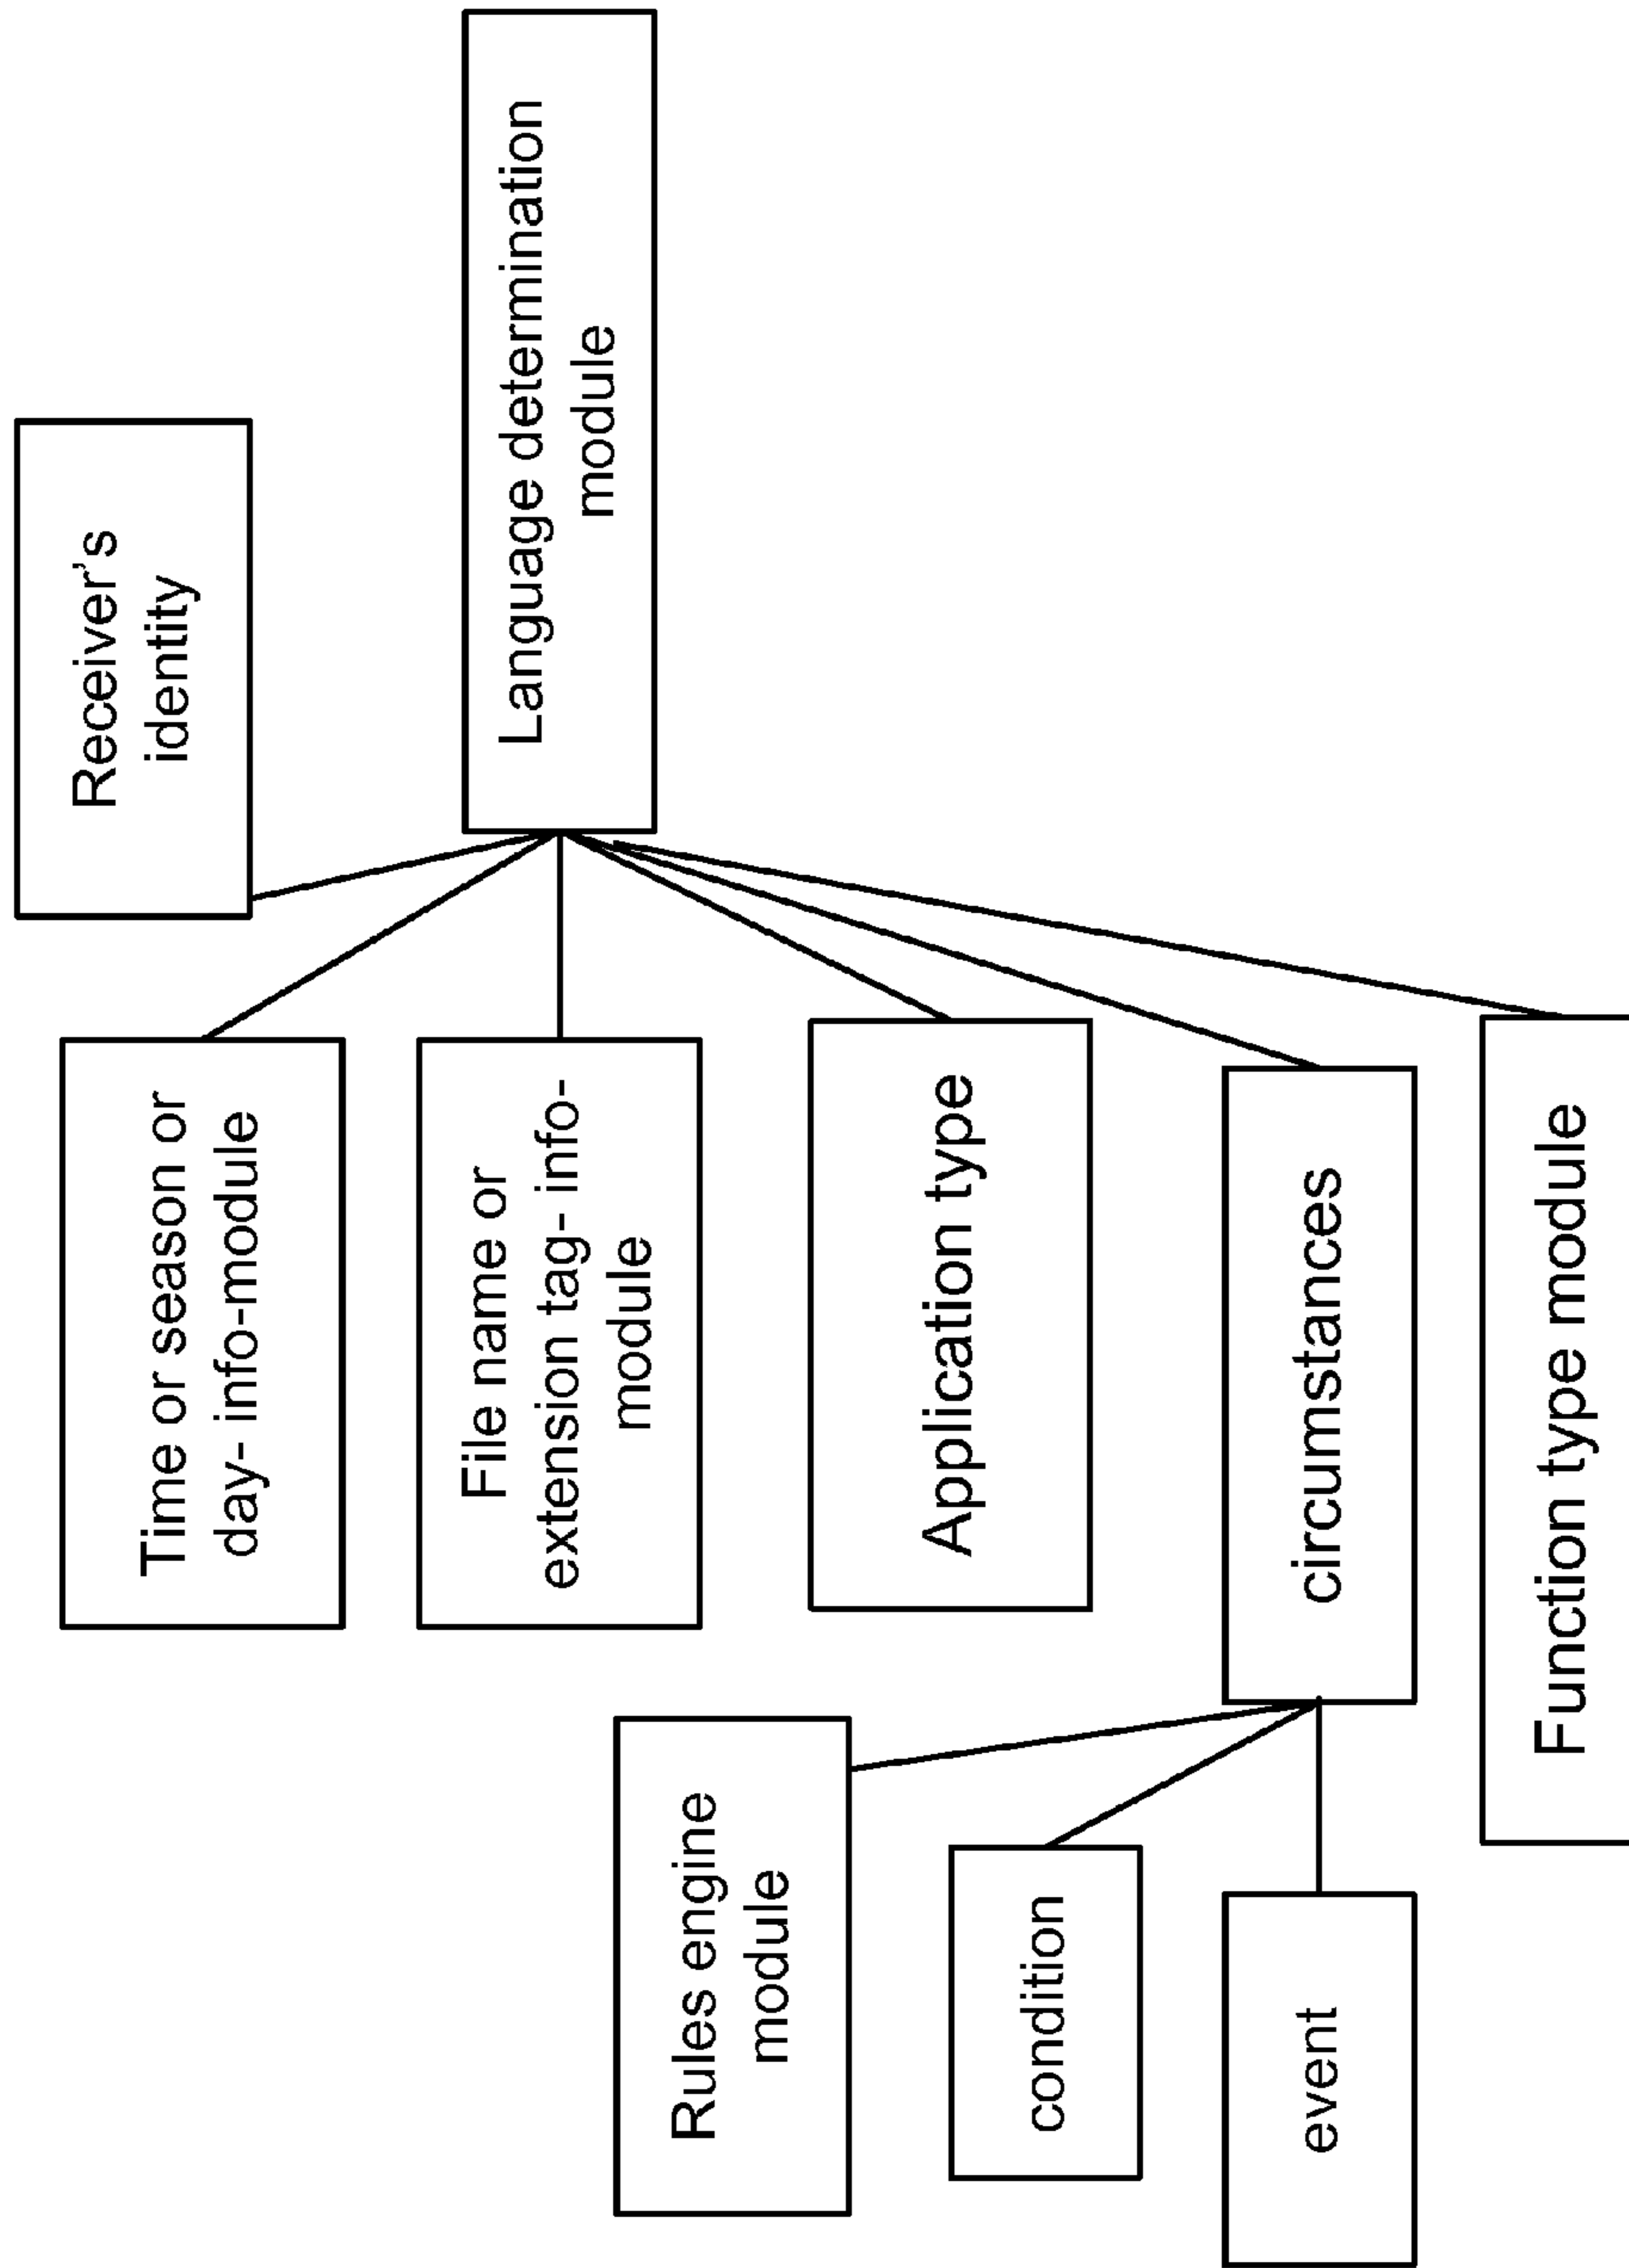 Receiver's
identity
Language determination
module
Time or season or
day- info-module
File name or
extension tag- info-
module
Application type
circumstances
Function type module
Rules engine
module
condition
event